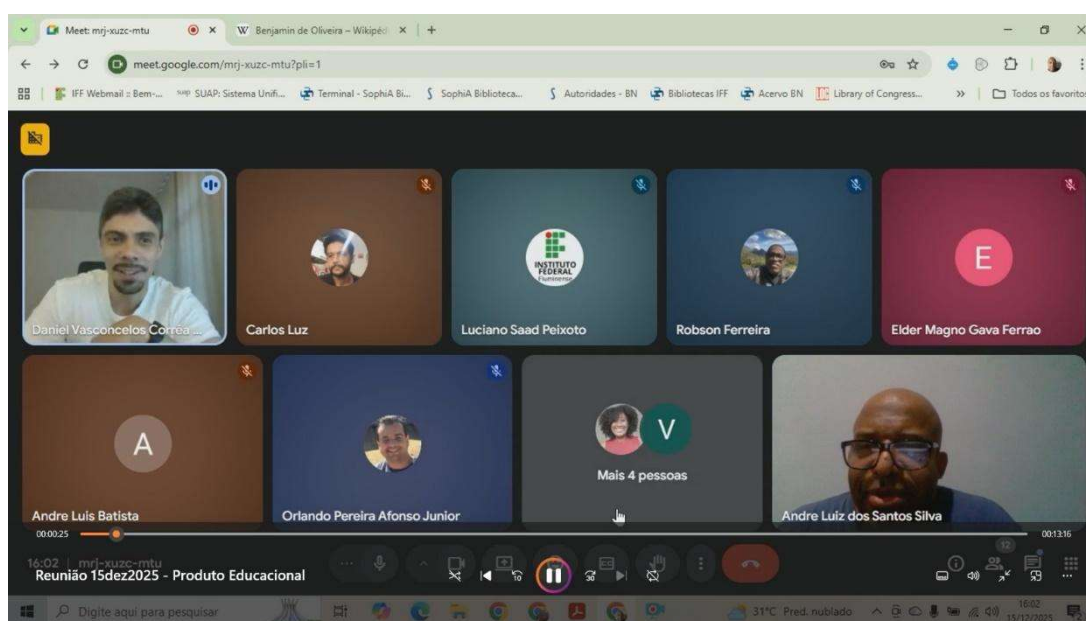 Meet: mrj-xuzc-mtu
W Benjamin de Oliveira – Wikipéd
meet.google.com/mrj-xuzc-mtu?pli=1
IFF Webmail :: Bem-...
suap SUAP: Sistema Unifi...
Terminal - SophiA Bi...
SophiA Biblioteca...
Autoridades - BN
Bibliotecas IFF
Acervo BN
Library of Congress...
»
Todos os favoritos
INSTITUTO
FEDERAL
Fluminense
E
Daniel Vasconcelos Corrêa ...
Carlos Luz
Luciano Saad Peixoto
Robson Ferreira
Elder Magno Gava Ferrao
A
V
Mais 4 pessoas
Andre Luis Batista
Orlando Pereira Afonso Junior
Andre Luiz dos Santos Silva
00:00:25
00:13:16
12
16:02 | mrj-xuzc-mtu
Reunião 15dez2025 - Produto Educacional
10
30
Digite aqui para pesquisar
31°C Pred. nublado
16:02
15/12/2025